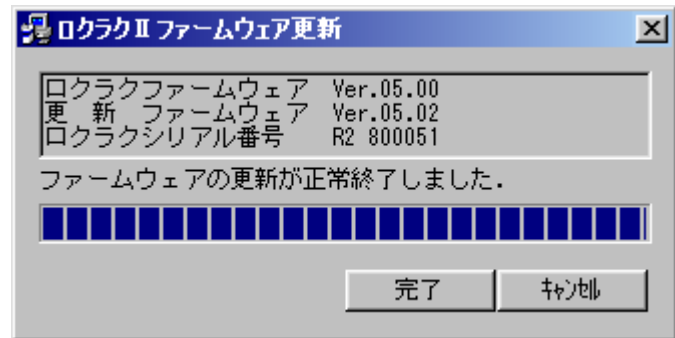 ロクラクⅡ ファームウェア更新
ロクラクファームウェア Ver.05.00
更 新 ファームウェア Ver.05.02
ロクラクシリアル番号 R2 800051
ファームウェアの更新が正常終了しました.
完了
ｷｬﾝｾﾙ